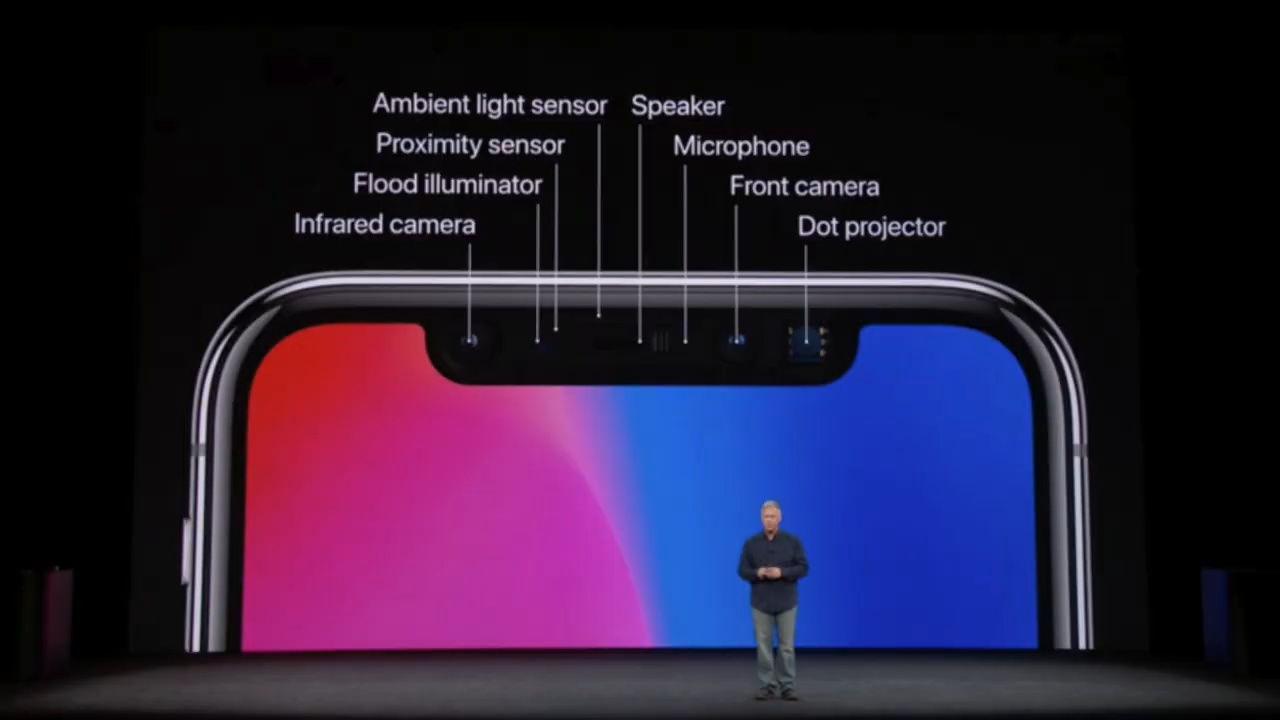 Ambient light sensor
Speaker
Proximity sensor
Microphone
Flood illuminator
Front camera
Infrared camera
Dot projector